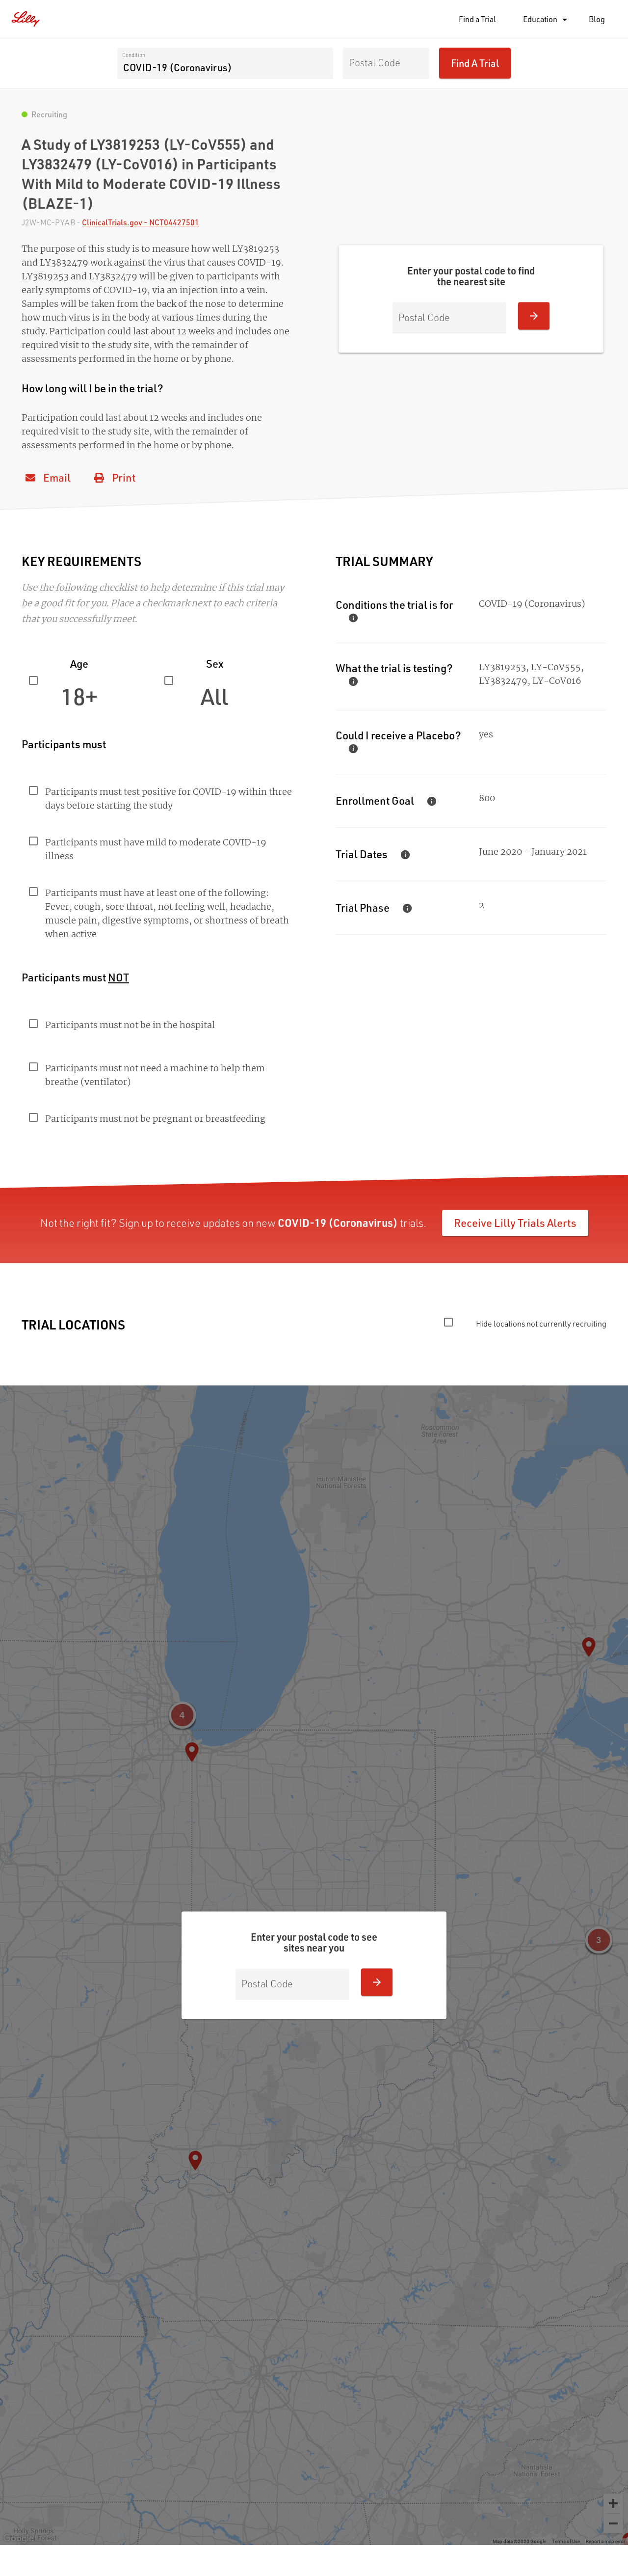 Lilly
Find a Trial
Education
Blog
Condition
COVID-19 (Coronavirus)
Postal Code
Find A Trial
Recruiting
A Study of LY3819253 (LY-CoV555) and
LY3832479 (LY-CoV016) in Participants
With Mild to Moderate COVID-19 Illness
(BLAZE-1)
J2W-MC-PYAB - ClinicalTrials.gov - NCT04427501
The purpose of this study is to measure how well LY3819253
and LY3832479 work against the virus that causes COVID-19.
LY3819253 and LY3832479 will be given to participants with
early symptoms of COVID-19, via an injection into a vein.
Samples will be taken from the back of the nose to determine
how much virus is in the body at various times during the
study. Participation could last about 12 weeks and includes one
required visit to the study site, with the remainder of
assessments performed in the home or by phone.
Enter your postal code to find
the nearest site
Postal Code
How long will I be in the trial?
Participation could last about 12 weeks and includes one
required visit to the study site, with the remainder of
assessments performed in the home or by phone.
Email
Print
KEY REQUIREMENTS
Use the following checklist to help determine if this trial may
be a good fit for you. Place a checkmark next to each criteria
that you successfully meet.
Age
18+
Sex
All
Participants must
Participants must test positive for COVID-19 within three
days before starting the study
Participants must have mild to moderate COVID-19
illness
Participants must have at least one of the following:
Fever, cough, sore throat, not feeling well, headache,
muscle pain, digestive symptoms, or shortness of breath
when active
Participants must NOT
Participants must not be in the hospital
Participants must not need a machine to help them
breathe (ventilator)
Participants must not be pregnant or breastfeeding
TRIAL SUMMARY
Conditions the trial is for
COVID-19 (Coronavirus)
What the trial is testing?
LY3819253, LY-CoV555,
LY3832479, LY-CoV016
Could I receive a Placebo?
yes
Enrollment Goal
800
Trial Dates
June 2020 - January 2021
Trial Phase
2
Not the right fit? Sign up to receive updates on new COVID-19 (Coronavirus) trials.
Receive Lilly Trials Alerts
TRIAL LOCATIONS
Hide locations not currently recruiting
Roscommon
State Forest
Area
Huron-Manistee
National Forests
4
3
Enter your postal code to see
sites near you
Postal Code
Nantahala
National Forest
Holly Springs
National Forest
Map data ©2020 Google
Terms of Use
Report a map error